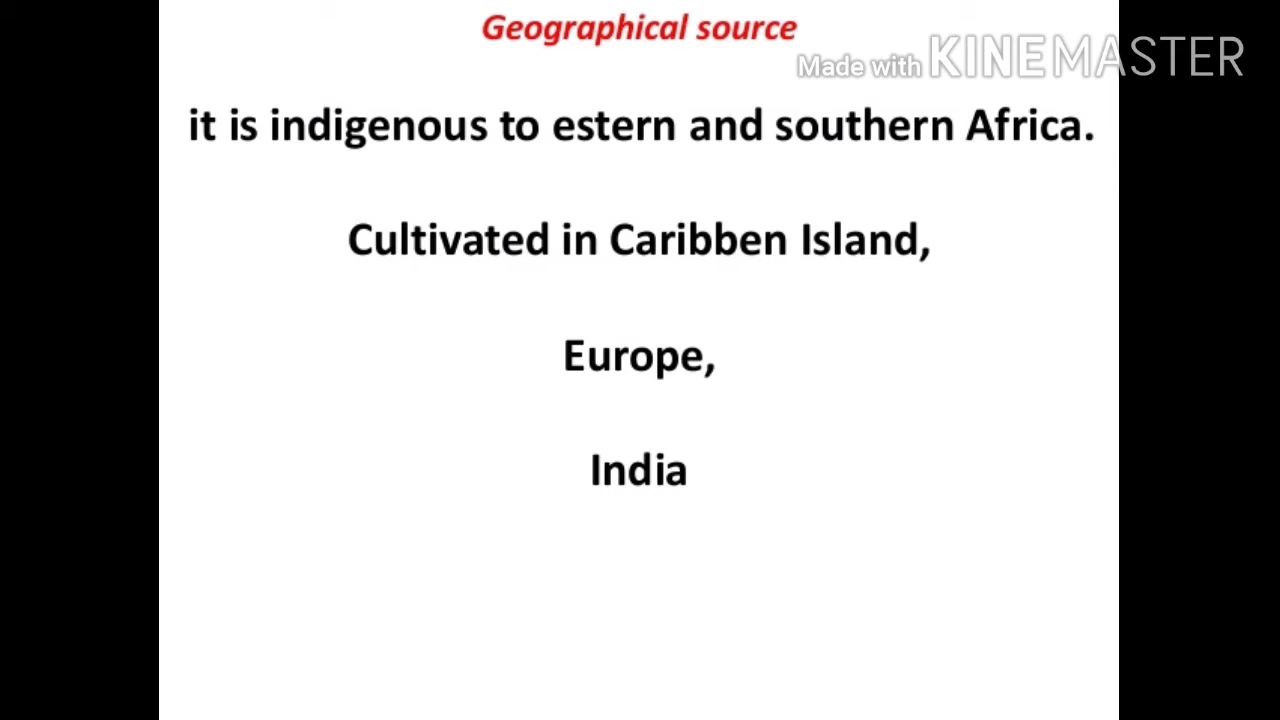 Geographical source
Made with KINEMASTER
it is indigenous to estern and southern Africa.
Cultivated in Caribben Island,
Europe,
India